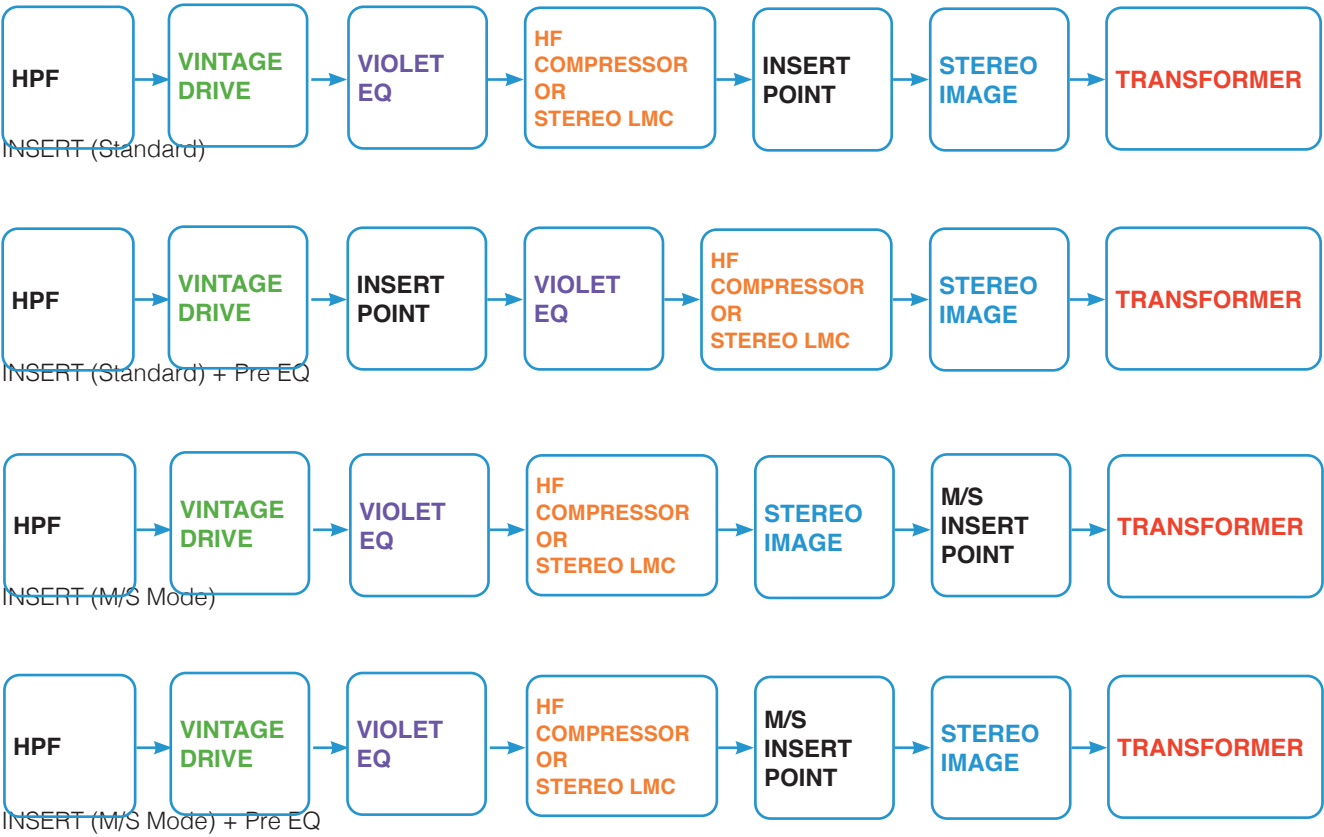 HPF
VINTAGE
DRIVE
VIOLET
EQ
HF
COMPRESSOR
OR
STEREO LMC
INSERT
POINT
STEREO
IMAGE
TRANSFORMER
INSERT (Standard)
HPF
VINTAGE
DRIVE
INSERT
POINT
VIOLET
EQ
HF
COMPRESSOR
OR
STEREO LMC
STEREO
IMAGE
TRANSFORMER
INSERT (Standard) + Pre EQ
HPF
VINTAGE
DRIVE
VIOLET
EQ
HF
COMPRESSOR
OR
STEREO LMC
STEREO
IMAGE
M/S
INSERT
POINT
TRANSFORMER
INSERT (M/S Mode)
HPF
VINTAGE
DRIVE
VIOLET
EQ
HF
COMPRESSOR
OR
STEREO LMC
M/S
INSERT
POINT
STEREO
IMAGE
TRANSFORMER
INSERT (M/S Mode) + Pre EQ